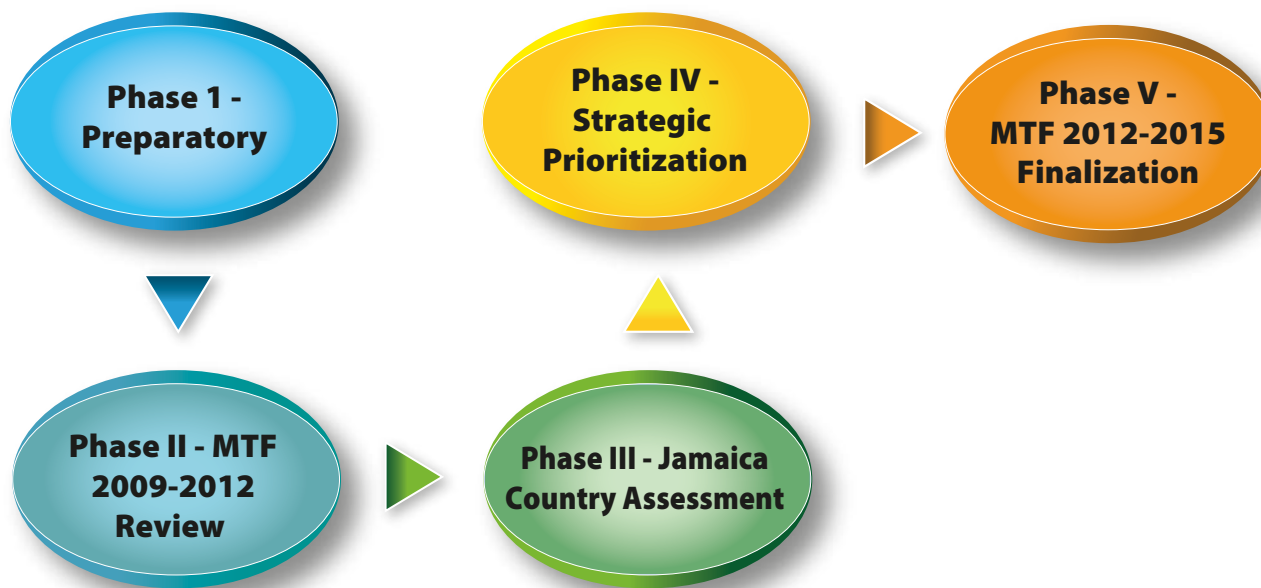 Phase 1 -
Preparatory
Phase II - MTF
2009-2012
Review
Phase III - Jamaica
Country Assessment
Phase IV -
Strategic
Prioritization
Phase V -
MTF 2012-2015
Finalization